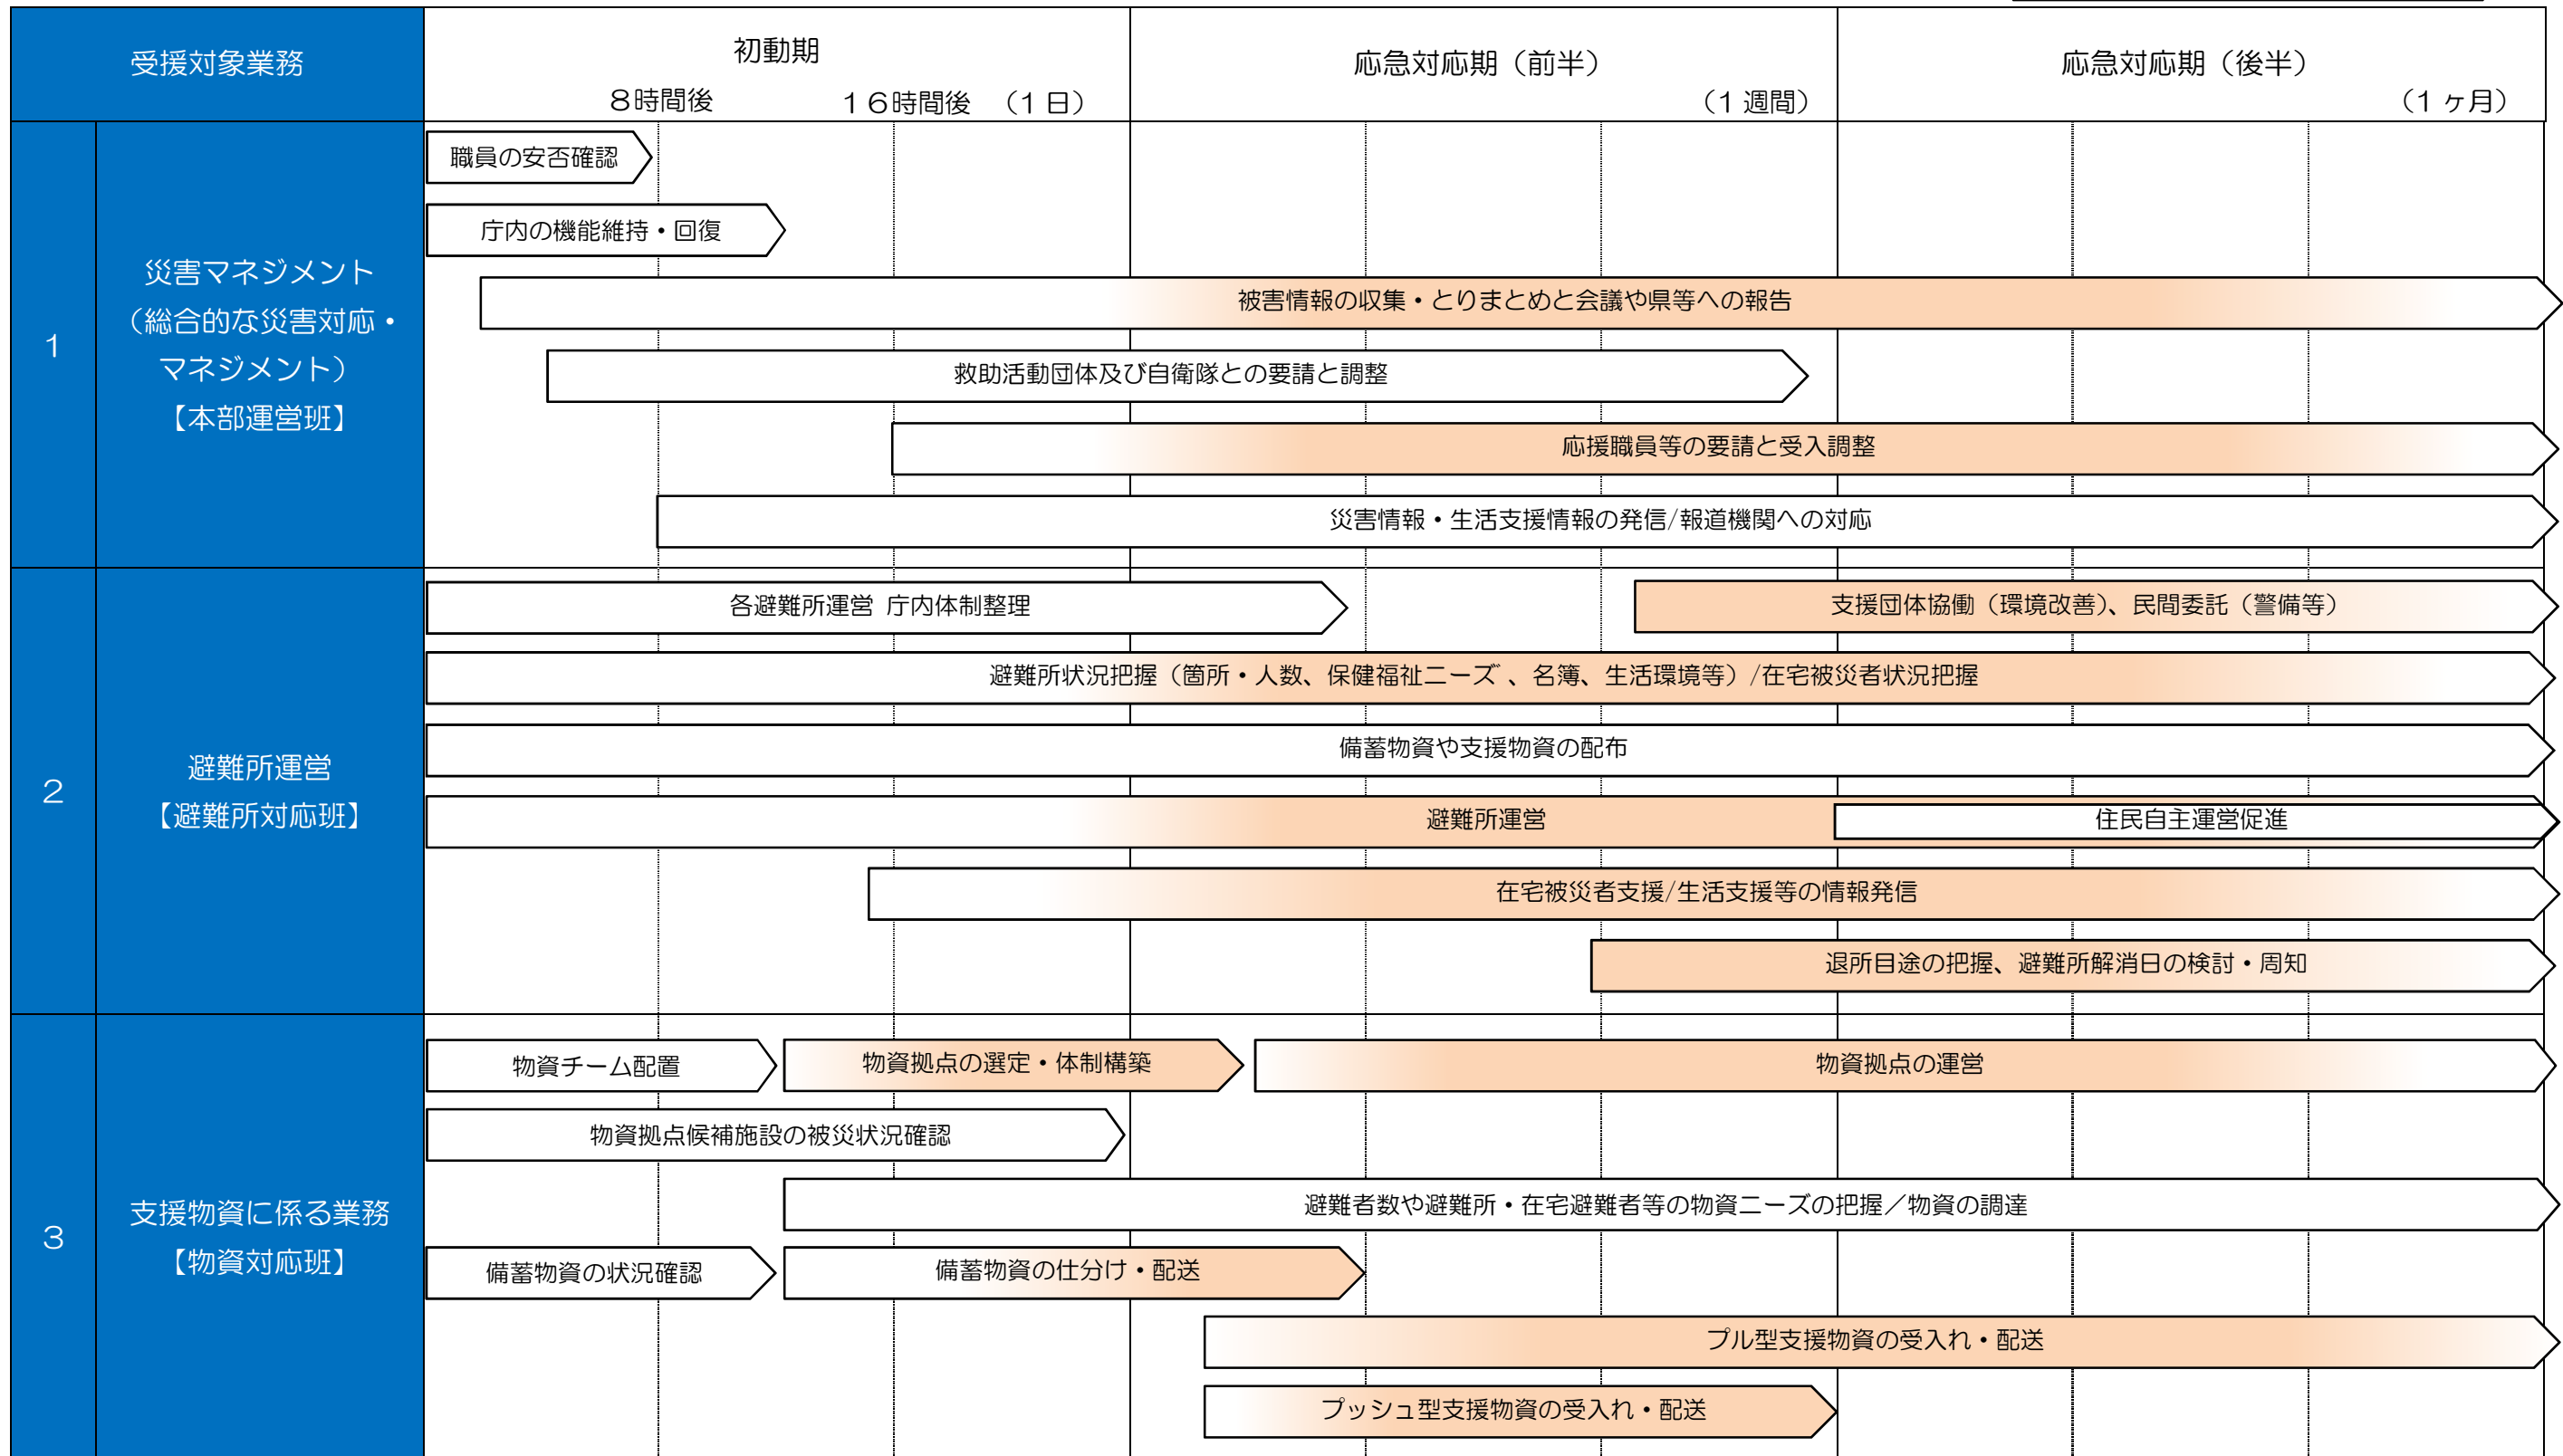 受援対象業務
初動期
8時間後
16時間後
（1日）
応急対応期（前半）
（1週間）
応急対応期（後半）
（1ヶ月）
1
災害マネジメント
（総合的な災害対応・
マネジメント）
【本部運営班】
職員の安否確認
庁内の機能維持・回復
被害情報の収集・とりまとめと会議や県等への報告
救助活動団体及び自衛隊との要請と調整
応援職員等の要請と受入調整
災害情報・生活支援情報の発信/報道機関への対応
2
避難所運営
【避難所対応班】
各避難所運営 庁内体制整理
支援団体協働（環境改善）、民間委託（警備等）
避難所状況把握（箇所・人数、保健福祉ニーズ、名簿、生活環境等）/在宅被災者状況把握
備蓄物資や支援物資の配布
避難所運営
住民自主運営促進
在宅被災者支援/生活支援等の情報発信
退所目途の把握、避難所解消日の検討・周知
3
支援物資に係る業務
【物資対応班】
物資チーム配置
物資拠点の選定・体制構築
物資拠点の運営
物資拠点候補施設の被災状況確認
避難者数や避難所・在宅避難者等の物資ニーズの把握／物資の調達
備蓄物資の状況確認
備蓄物資の仕分け・配送
プル型支援物資の受入れ・配送
プッシュ型支援物資の受入れ・配送